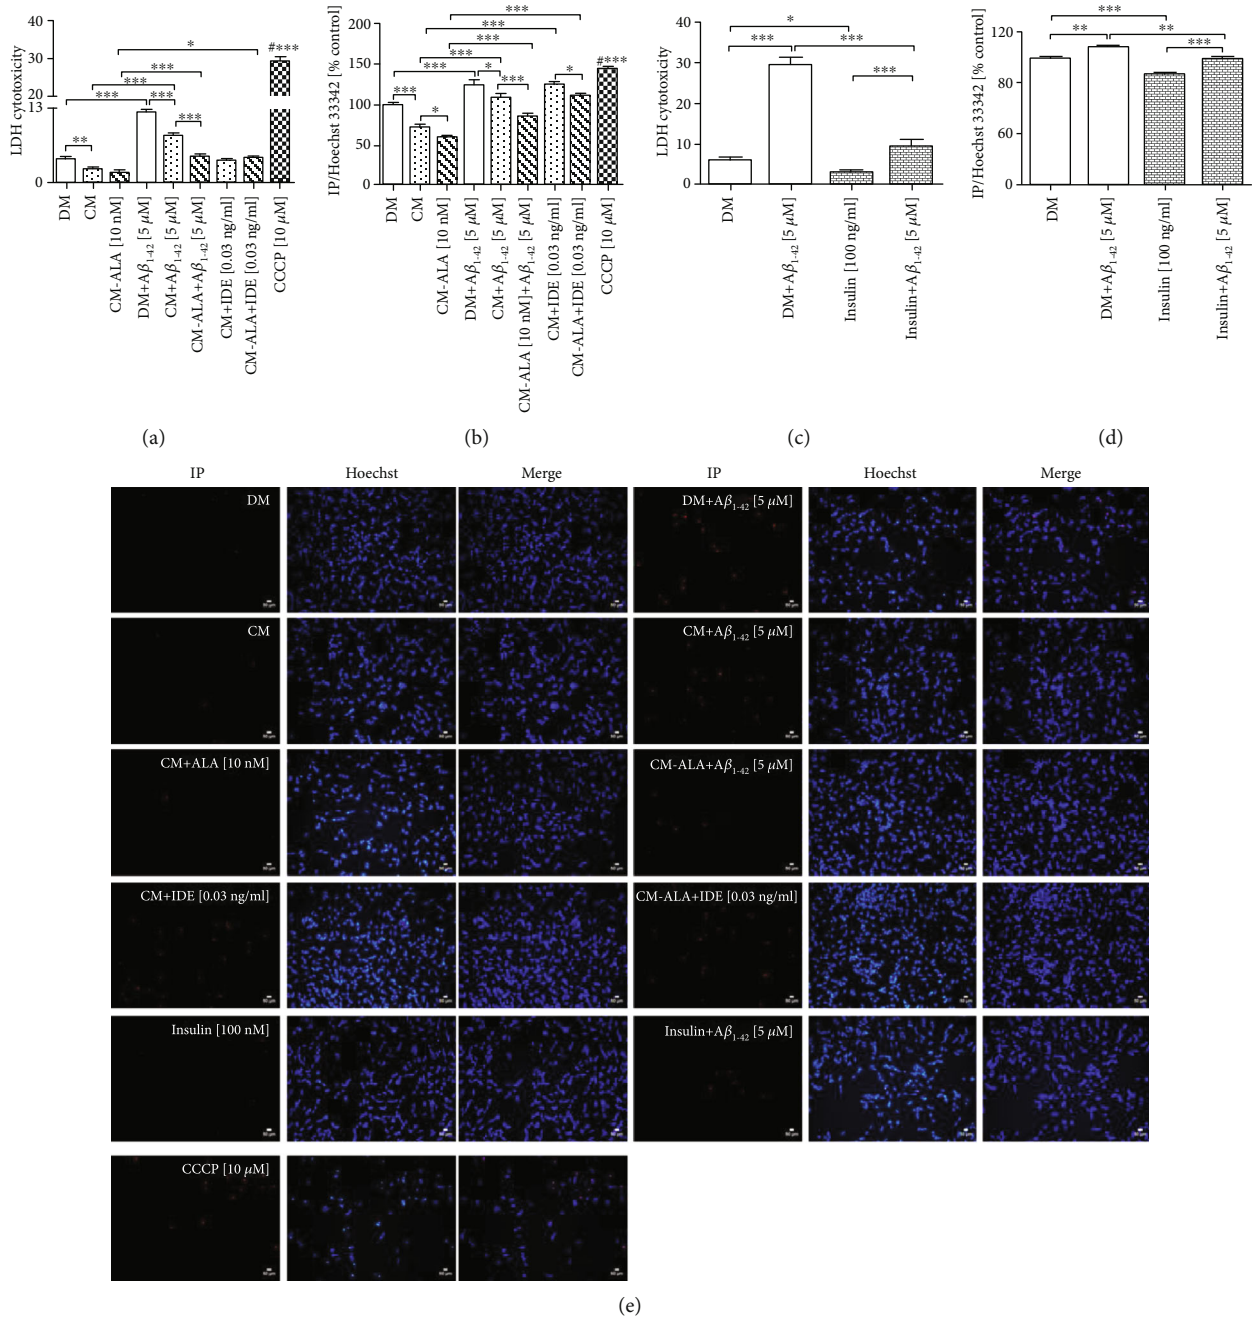 LDH cytotoxicity
40
30
20
13
0
*
***
***
***
***
**
***
#***
DM
CM
CM-ALA [10 nM]
DM+Aβ1-42 [5 μM]
CM+Aβ1-42 [5 μM]
CM-ALA+Aβ1-42 [5 μM]
CM+IDE [0.03 ng/ml]
CM-ALA+IDE [0.03 ng/ml]
CCCP [10 μM]
(a)
IP/Hoechst 33342 [% control]
200
150
100
50
0
***
***
***
***
***
*
***
*
***
*
#***
DM
CM
CM-ALA [10 nM]
DM+Aβ1-42 [5 μM]
CM+Aβ1-42 [5 μM]
CM-ALA [10 nM]+Aβ1-42 [5 μM]
CM+IDE [0.03 ng/ml]
CM-ALA+IDE [0.03 ng/ml]
CCCP [10 μM]
(b)
LDH cytotoxicity
40
30
20
10
0
*
***
***
***
DM
DM+Aβ1-42 [5 μM]
Insulin [100 ng/ml]
Insulin+Aβ1-42 [5 μM]
(c)
IP/Hoechst 33342 [% control]
120
60
0
***
**
**
***
DM
DM+Aβ1-42 [5 μM]
Insulin [100 ng/ml]
Insulin+Aβ1-42 [5 μM]
(d)
IP Hoechst Merge IP Hoechst Merge
DM DM+Aβ1-42 [5 μM]
CM CM+Aβ1-42 [5 μM]
CM+ALA [10 nM] CM-ALA+Aβ1-42 [5 μM]
CM+IDE [0.03 ng/ml] CM-ALA+IDE [0.03 ng/ml]
Insulin [100 nM] Insulin+Aβ1-42 [5 μM]
CCCP [10 μM]
(e)